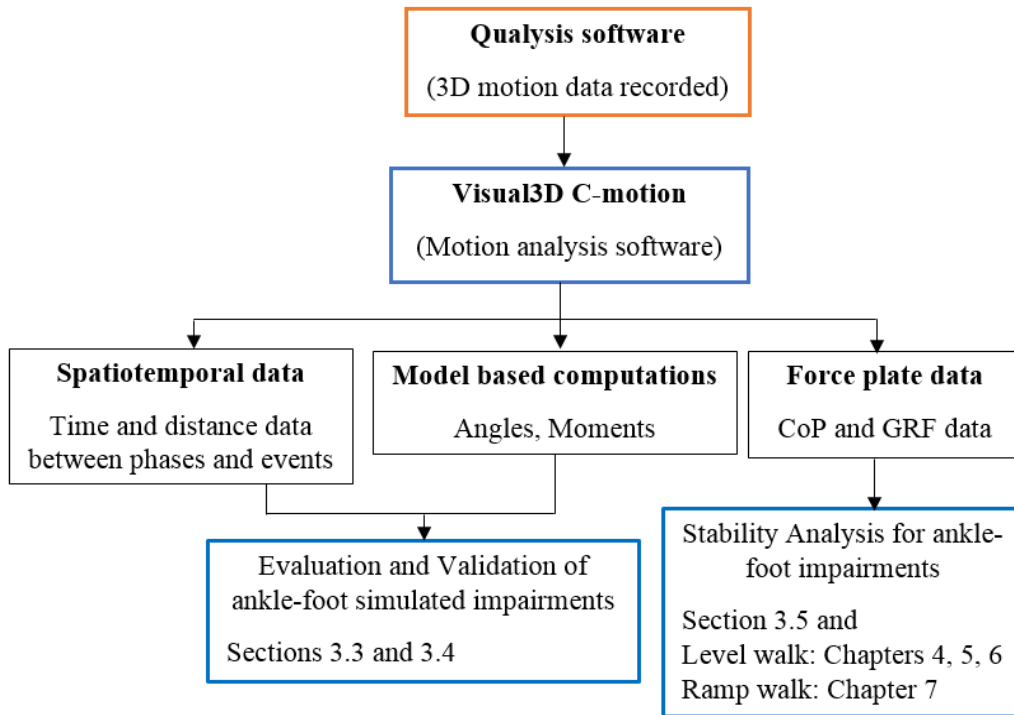 Qualysis software
(3D motion data recorded)
Visual3D C-motion
(Motion analysis software)
Spatiotemporal data
Time and distance data
between phases and events
Model based computations
Angles, Moments
Force plate data
CoP and GRF data
Evaluation and Validation of
ankle-foot simulated impairments
Sections 3.3 and 3.4
Stability Analysis for ankle-
foot impairments
Section 3.5 and
Level walk: Chapters 4, 5, 6
Ramp walk: Chapter 7